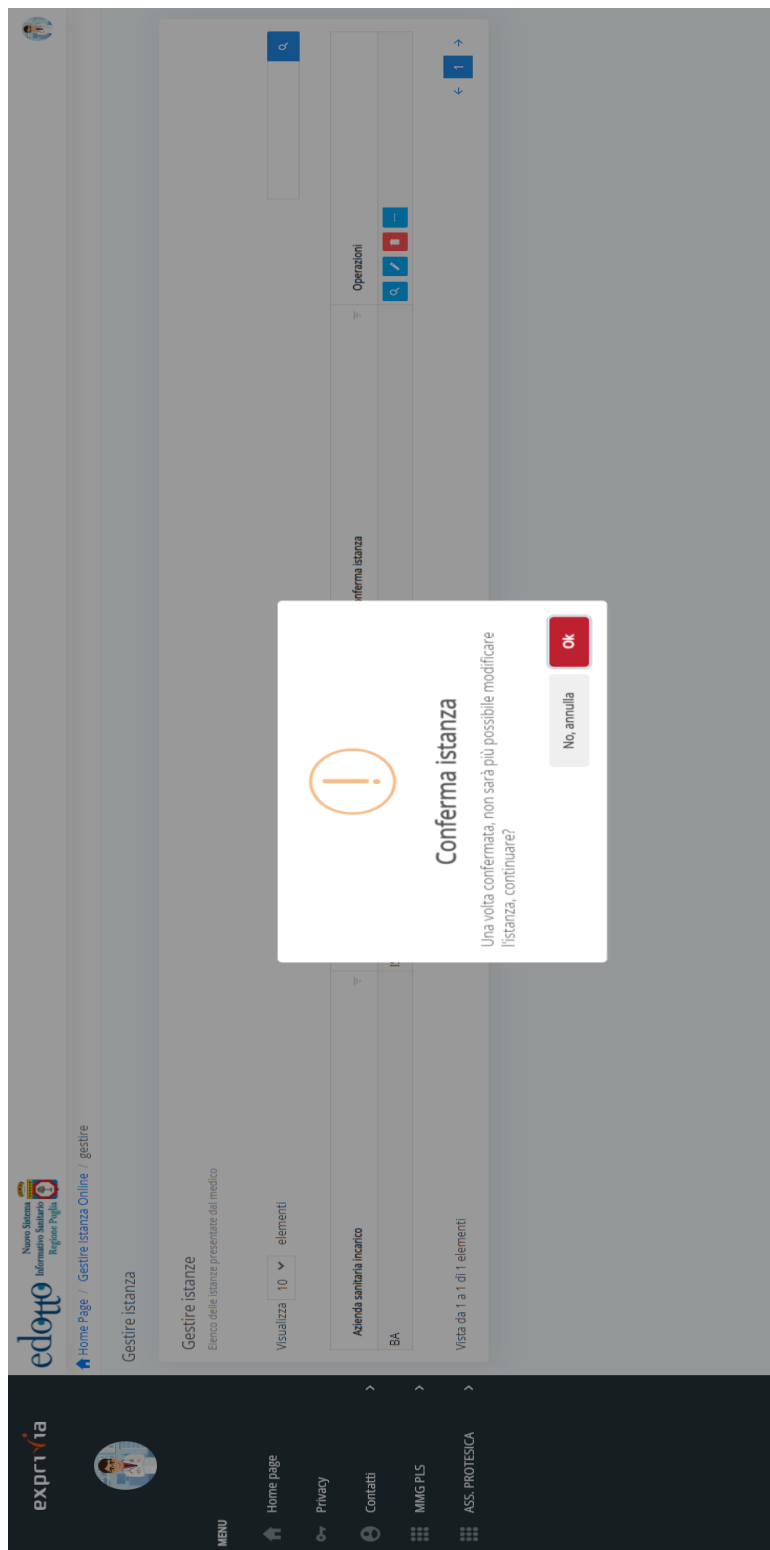 exprivia
MENU
Home page
Privacy
Contatti
MMG PLS
ASS. PROTESICA
edotto
Nuovo Sistema
Informativo Sanitario
Regione Puglia
Home Page / Gestire Istanza Online / gestire
Gestire istanza
Gestire istanze
Elenco delle istanze presentate dal medico
Visualizza 10 elementi
Azienda sanitaria incarico
nferma istanza
Operazioni
BA
Vista da 1 a 1 di 1 elementi
← 1 →
Conferma istanza
Una volta confermata, non sarà più possibile modificare
l'istanza, continuare?
No, annulla
Ok